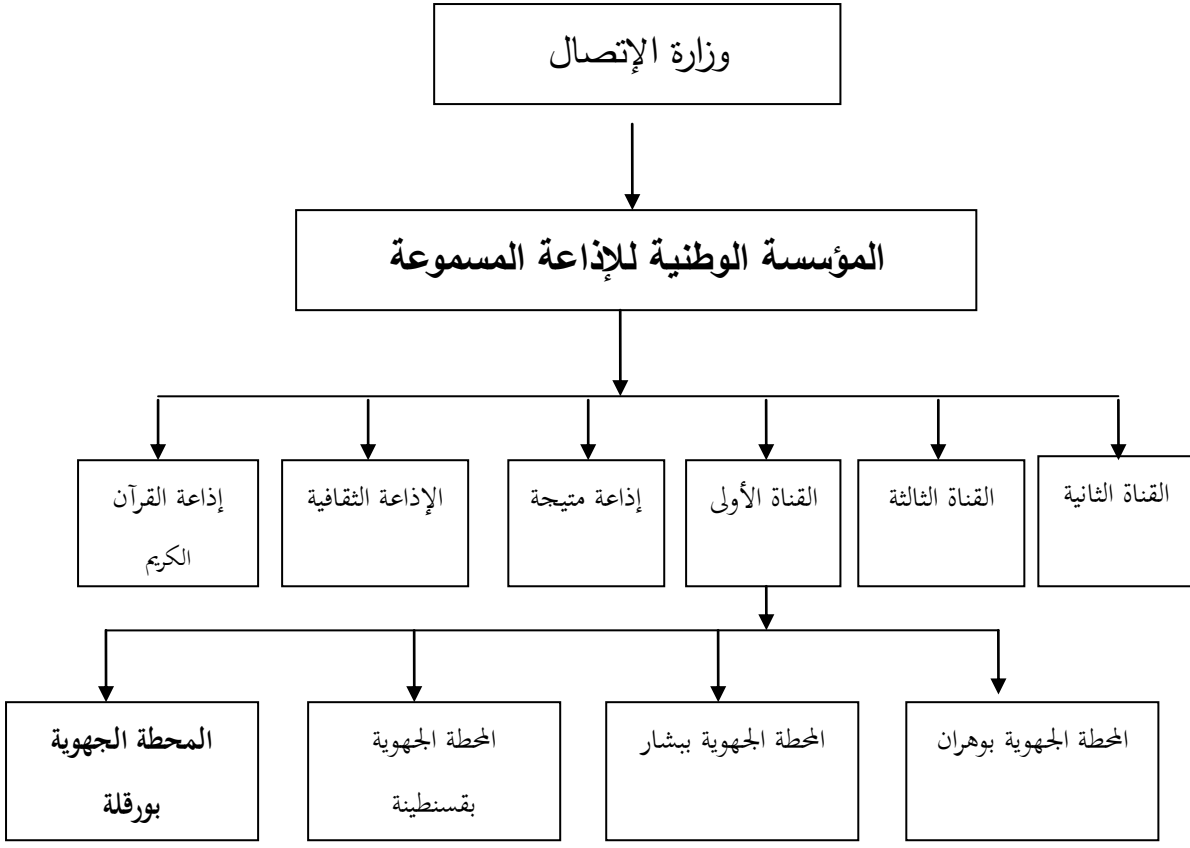 وزارة الإتصال
المؤسسة الوطنية للإذاعة المسموعة
القناة الثانية
القناة الثالثة
القناة الأولى
إذاعة متيجة
الإذاعة الثقافية
إذاعة القرآن
الكريم
المحطة الجهوية بوهران
المحطة الجهوية ببشار
المحطة الجهوية
بقسنطينة
المحطة الجهوية
بورقلة